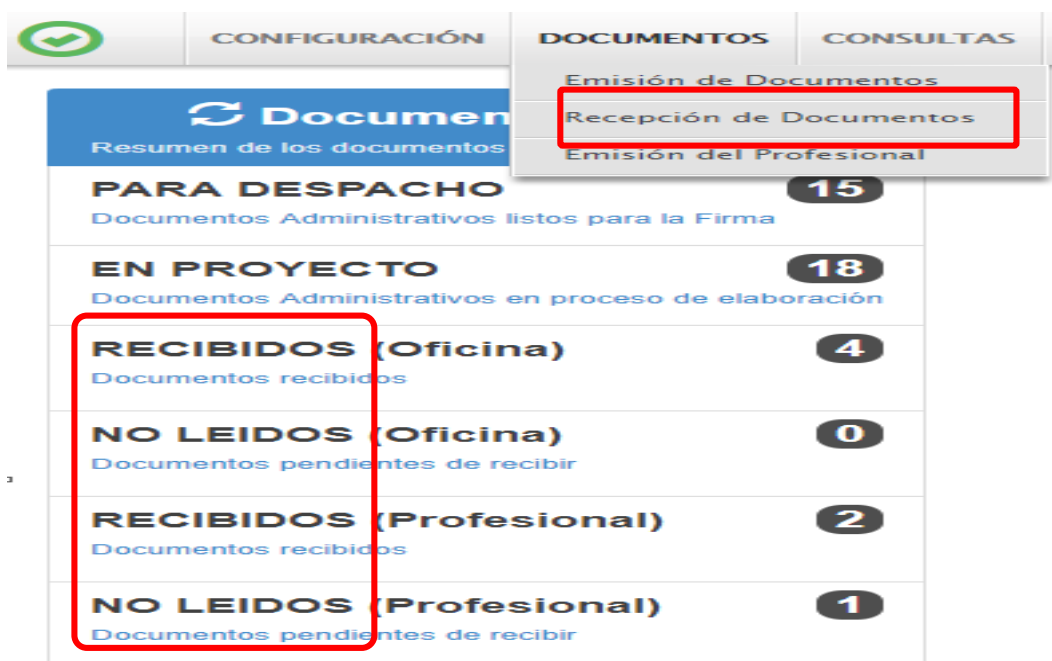 CONFIGURACIÓN DOCUMENTOS CONSULTAS
Emisión de Documentos
Recepción de Documentos
Emisión del Profesional
Documen
Resumen de los documentos
PARA DESPACHO 15
Documentos Administrativos listos para la Firma
EN PROYECTO 18
Documentos Administrativos en proceso de elaboración
RECIBIDOS (Oficina) 4
Documentos recibidos
NO LEIDOS (Oficina) 0
Documentos pendientes de recibir
RECIBIDOS (Profesional) 2
Documentos recibidos
NO LEIDOS (Profesional) 1
Documentos pendientes de recibir